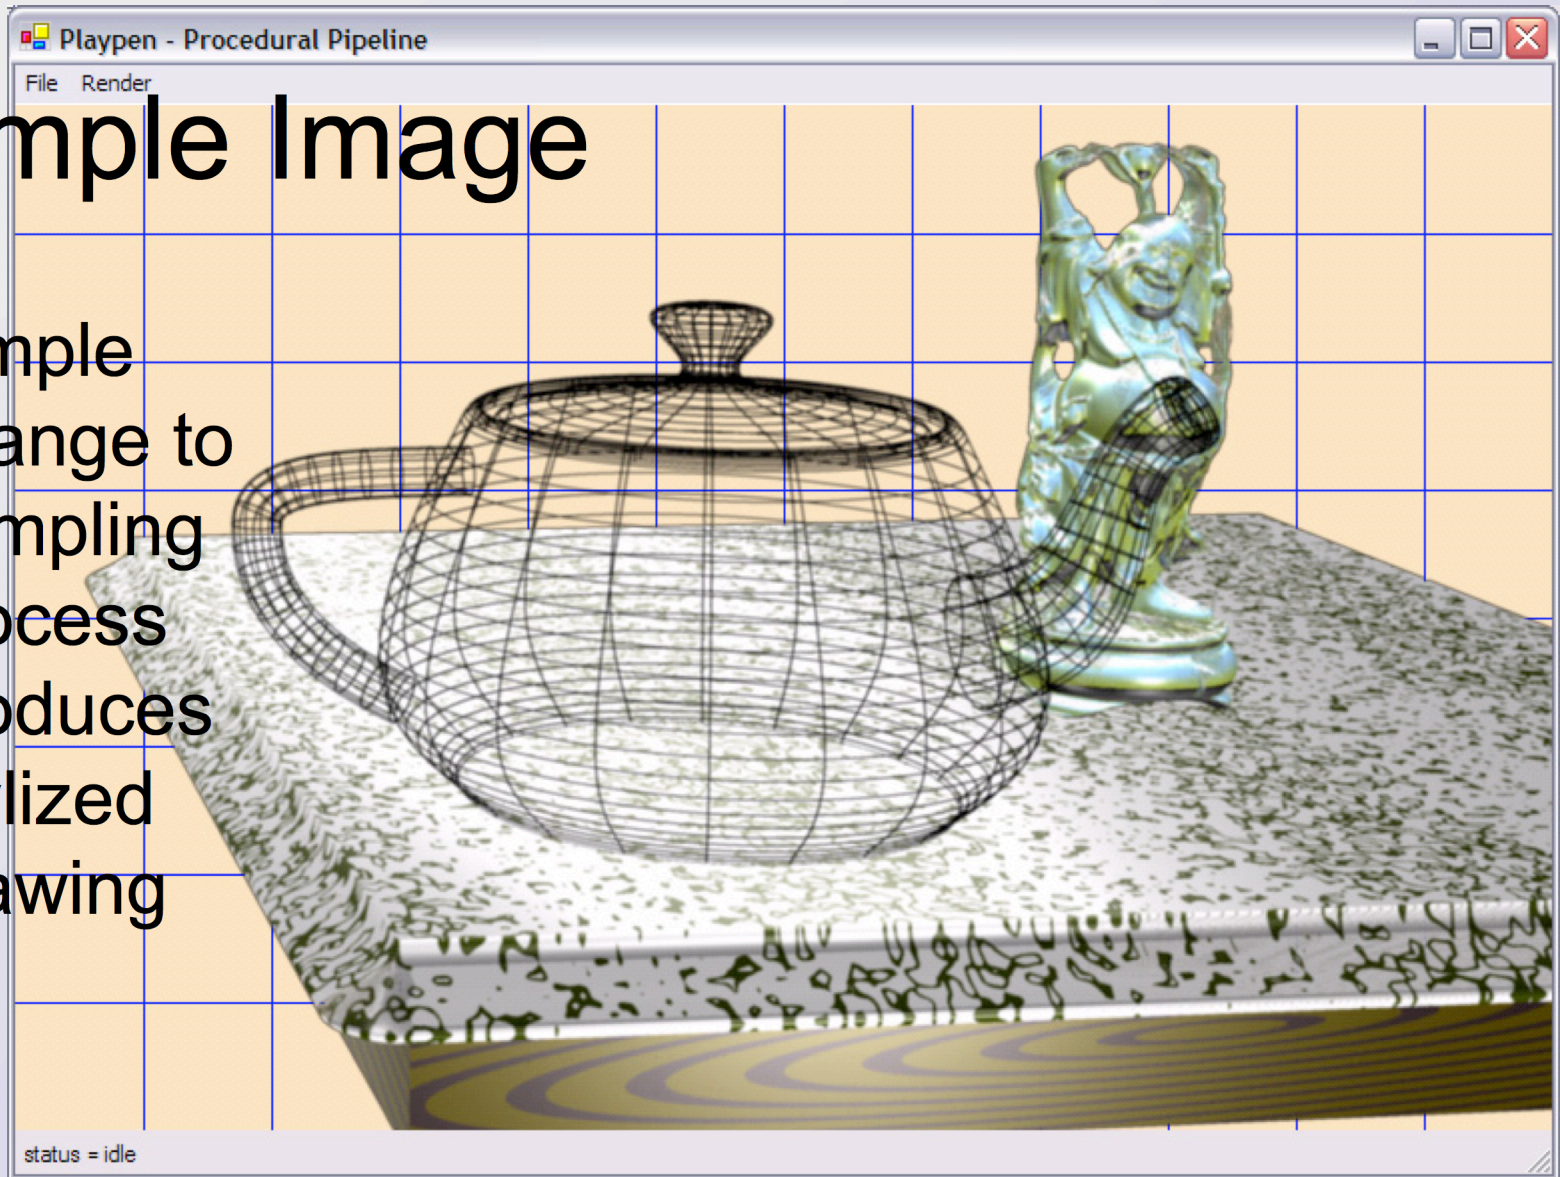 Playpen - Procedural Pipeline
File Render
mple Image
mple
ange to
mpling
ocess
oduces
lized
awing
status = idle